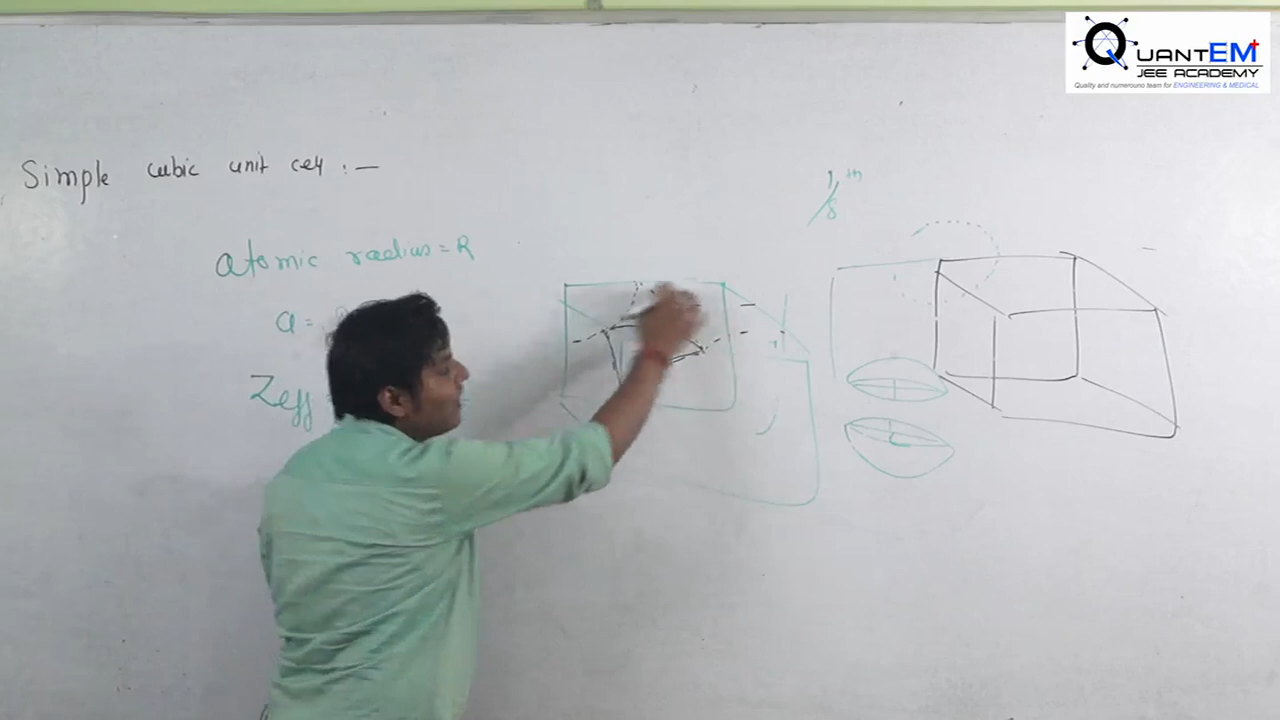 QUANTEM
JEE ACADEMY
Quality and numerouno team for ENGINEERING & MEDICAL
Simple cubic unit cell :—
1/8 th
atomic radius = R
a =
Zeff